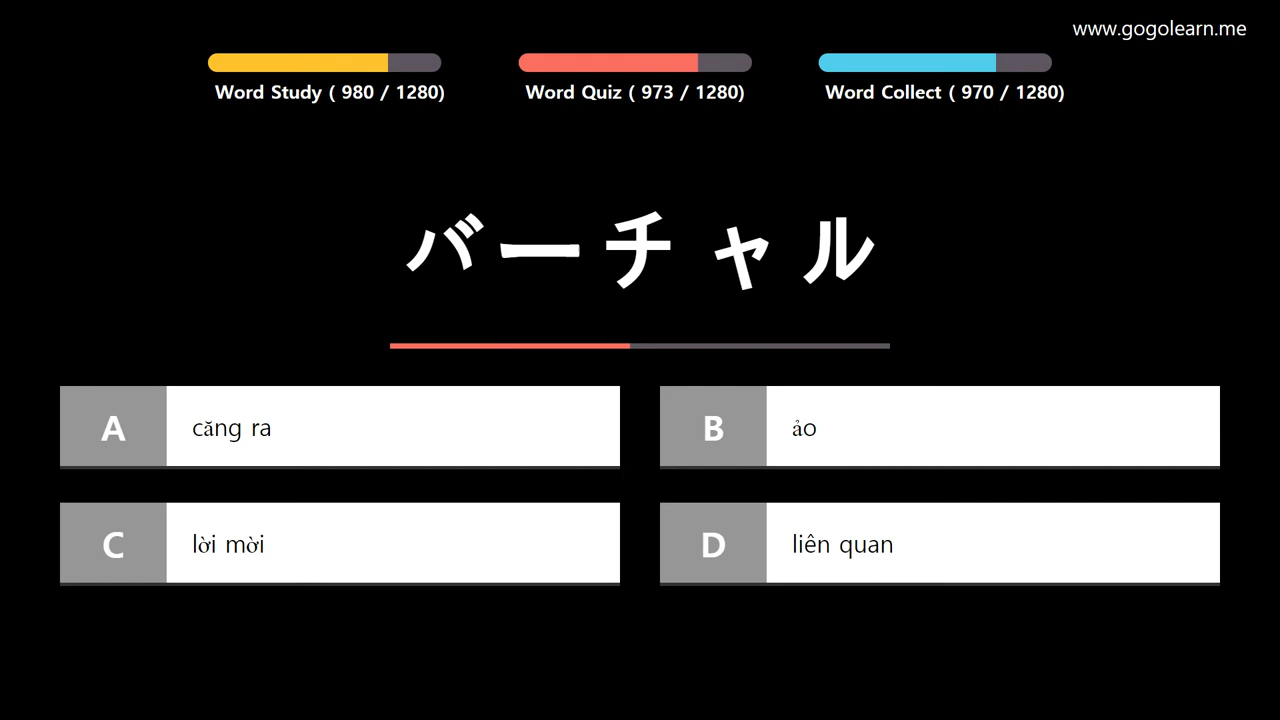 www.gogolearn.me
Word Study ( 980 / 1280)
Word Quiz ( 973 / 1280)
Word Collect ( 970 / 1280)
バーチャル
A căng ra
B ảo
C lời mời
D liên quan